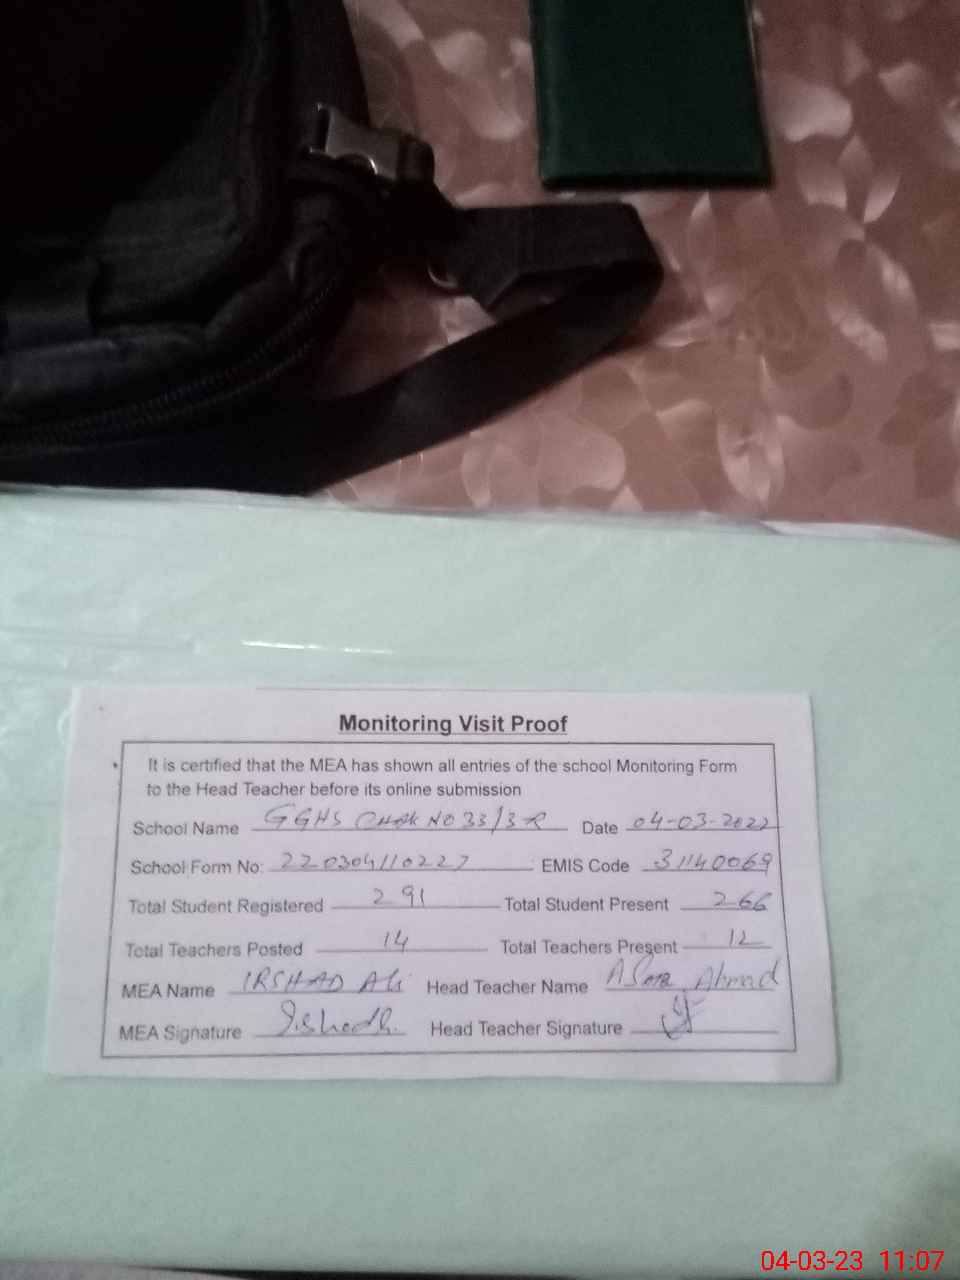 Monitoring Visit Proof
It is certified that the MEA has shown all entries of the school Monitoring Form
to the Head Teacher before its online submission
School Name GGHS CHAK NO 33/3-R Date 04-03-2022
School Form No: 220304110227 EMIS Code 31140069
Total Student Registered 291 Total Student Present 266
Total Teachers Posted 14 Total Teachers Present 12
MEA Name IRSHAD Ali Head Teacher Name Asma Ahmad
MEA Signature Irshad Head Teacher Signature
04-03-23 11:07